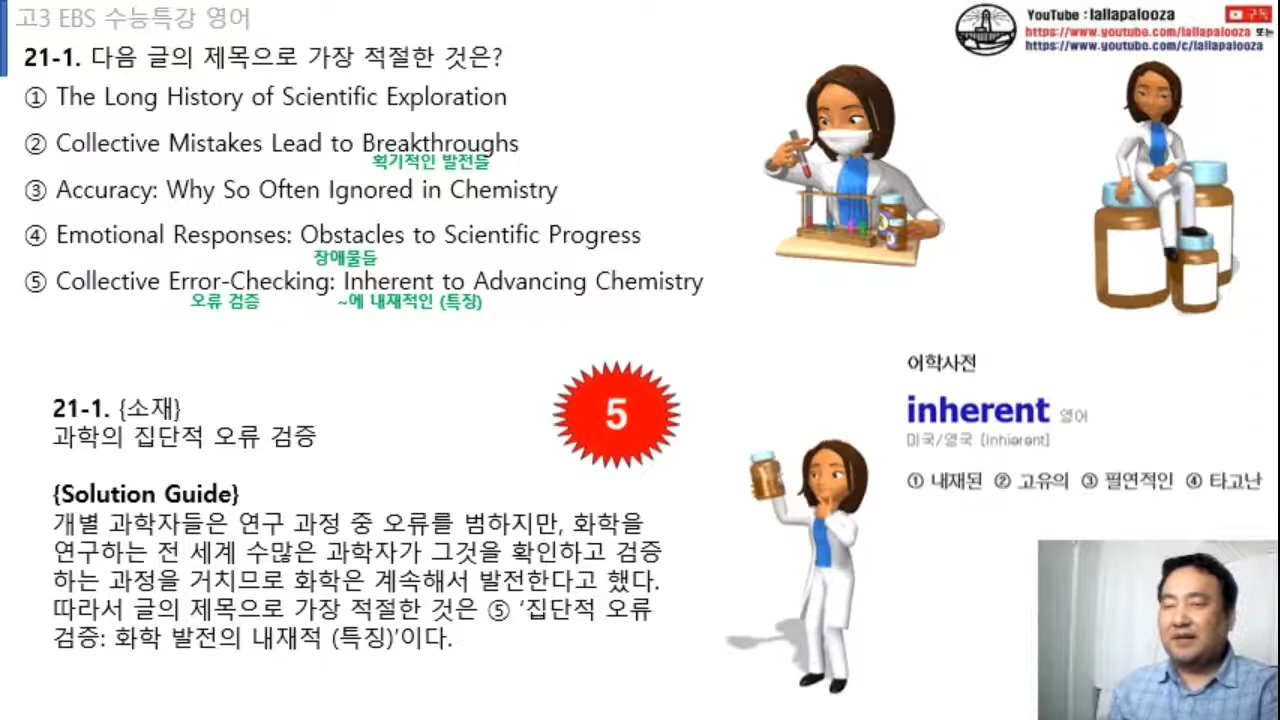 고3 EBS 수능특강 영어
YouTube : lallapalooza
구독
https://www.youtube.com/lallapalooza 또는
https://www.youtube.com/c/lallapalooza
21-1. 다음 글의 제목으로 가장 적절한 것은?
① The Long History of Scientific Exploration
② Collective Mistakes Lead to Breakthroughs
획기적인 발전들
③ Accuracy: Why So Often Ignored in Chemistry
④ Emotional Responses: Obstacles to Scientific Progress
장애물들
⑤ Collective Error-Checking: Inherent to Advancing Chemistry
오류 검증 ~에 내재적인 (특징)
21-1. {소재}
과학의 집단적 오류 검증
5
{Solution Guide}
개별 과학자들은 연구 과정 중 오류를 범하지만, 화학을
연구하는 전 세계 수많은 과학자가 그것을 확인하고 검증
하는 과정을 거치므로 화학은 계속해서 발전한다고 했다.
따라서 글의 제목으로 가장 적절한 것은 ⑤ ‘집단적 오류
검증: 화학 발전의 내재적 (특징)’이다.
어학사전
inherent 영어
미국/영국 [inhiərənt]
① 내재된 ② 고유의 ③ 필연적인 ④ 타고난